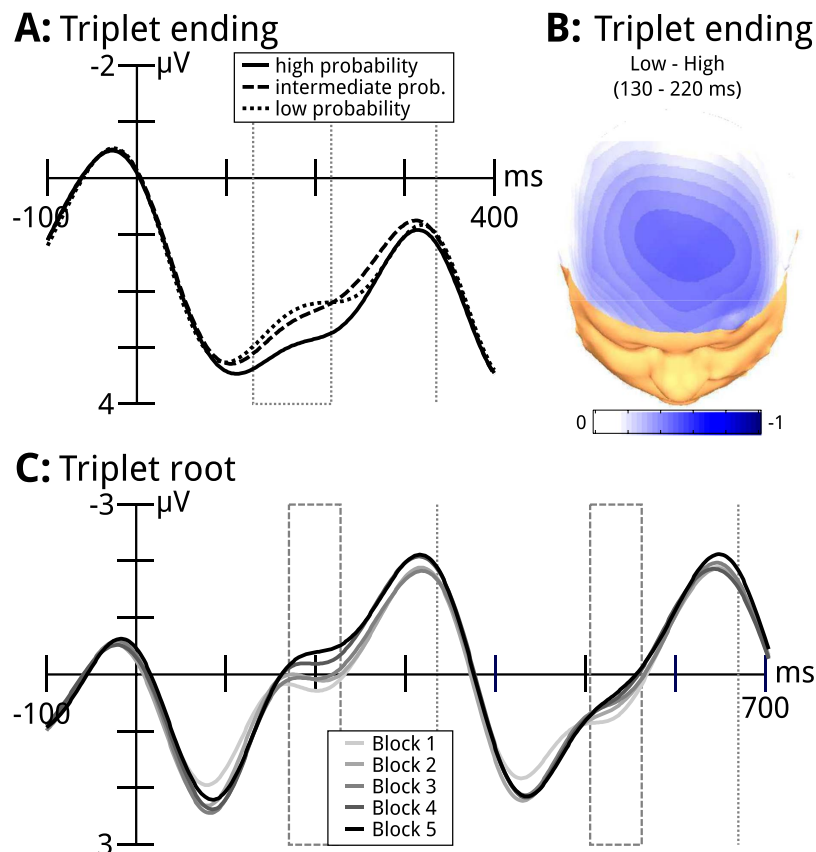 A: Triplet ending
-2
µV
high probability
intermediate prob.
low probability
ms
-100
400
4
B: Triplet ending
Low - High
(130 - 220 ms)
0
-1
C: Triplet root
-3
µV
ms
-100
700
Block 1
Block 2
Block 3
Block 4
Block 5
3